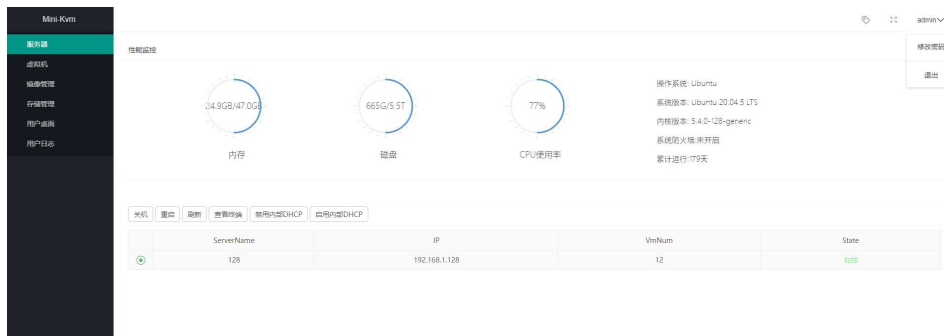 Mini-Kvm
admin
服务器
虚拟机
镜像管理
存储管理
用户桌面
用户日志
修改密码
退出
性能监控
24.9GB/47.0GB
665G/5.5T
77%
内存
磁盘
CPU使用率
操作系统: Ubuntu
系统版本: Ubuntu 20.04.5 LTS
内核版本: 5.4.0-128-generic
系统防火墙:未开启
累计运行:179天
关机 重启 刷新 查看终端 禁用内部DHCP 启用内部DHCP
ServerName IP VmNum State
128 192.168.1.128 12 在线